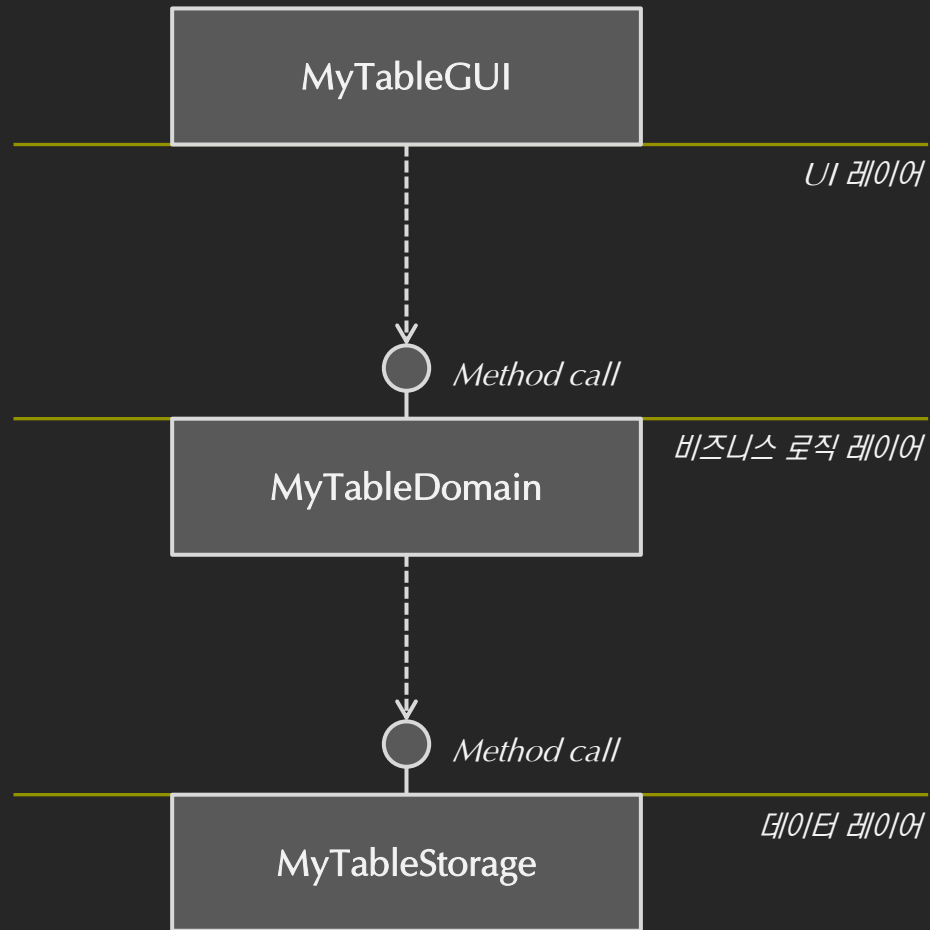 MyTableGUI
UI 레이어
Method call
비즈니스 로직 레이어
MyTableDomain
Method call
데이터 레이어
MyTableStorage